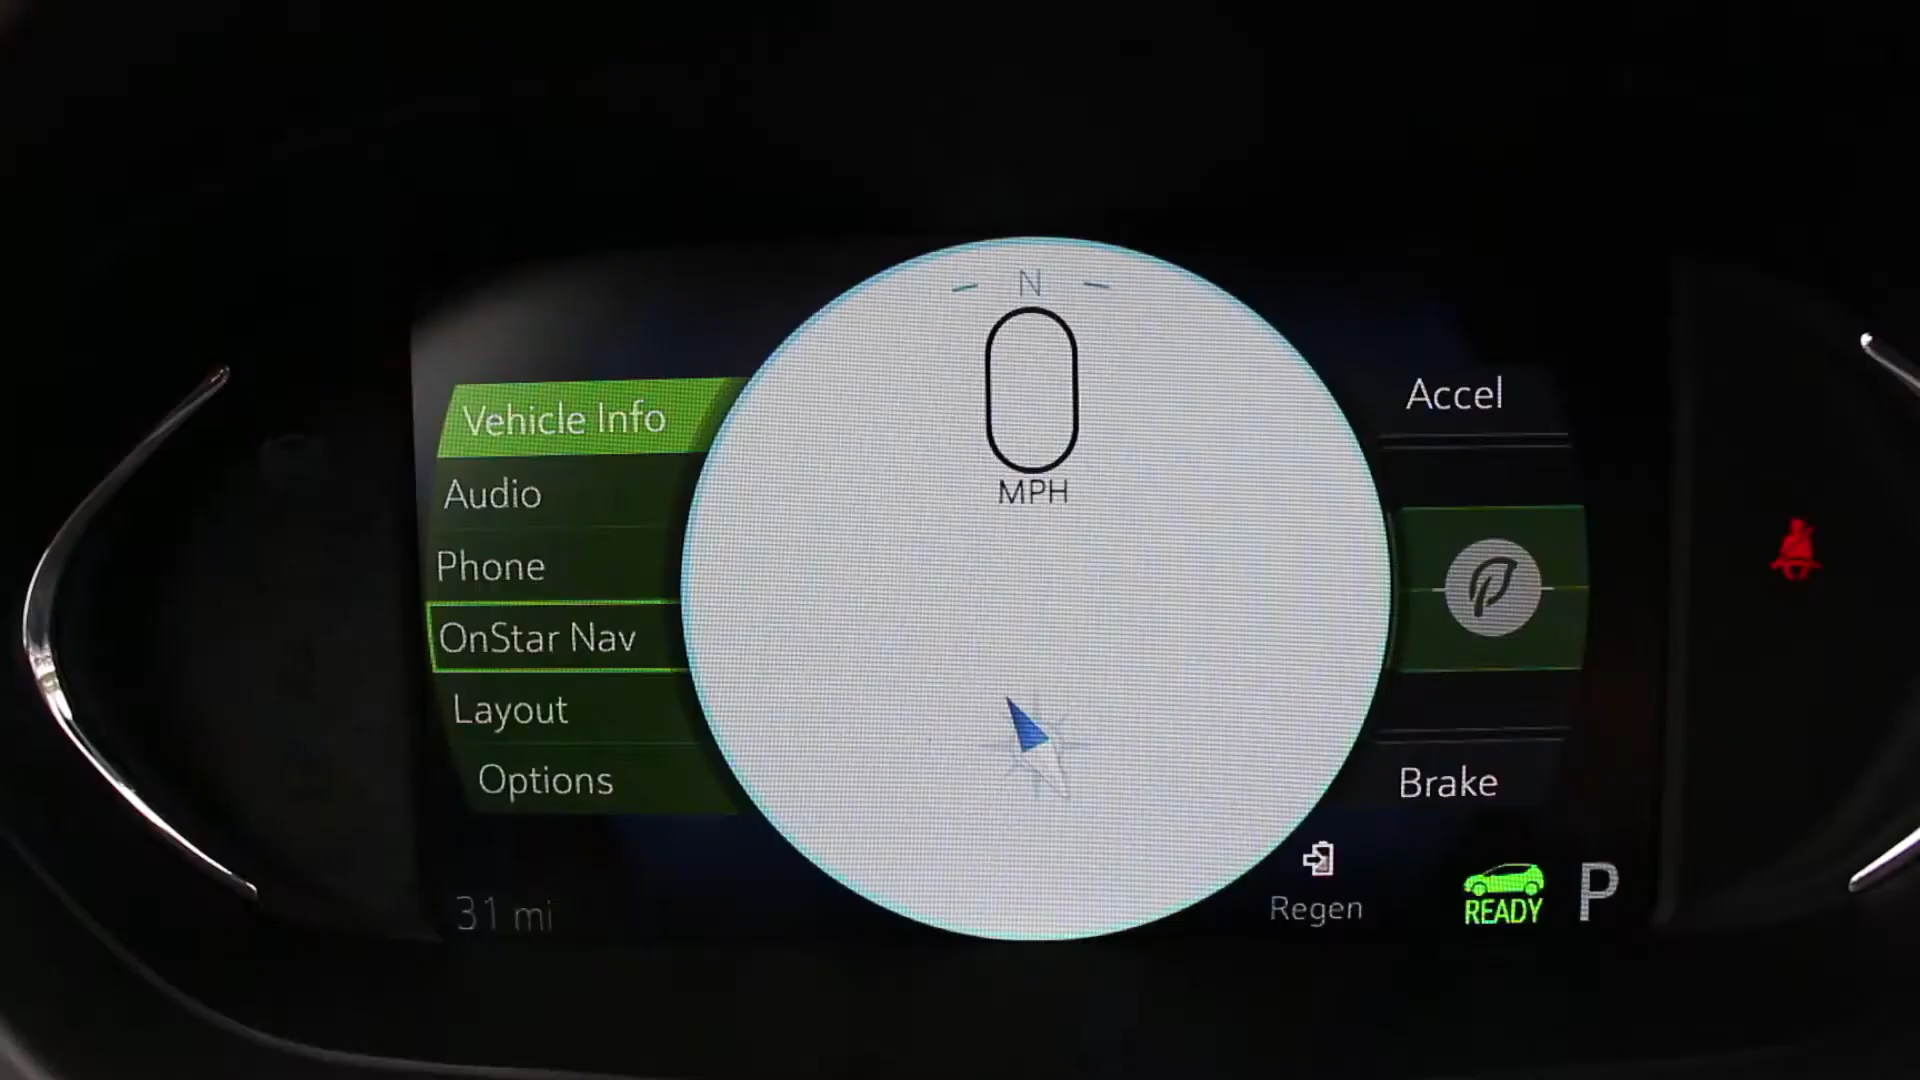 N
0
MPH
Vehicle Info
Audio
Phone
OnStar Nav
Layout
Options
31 mi
Accel
Brake
Regen
READY
P